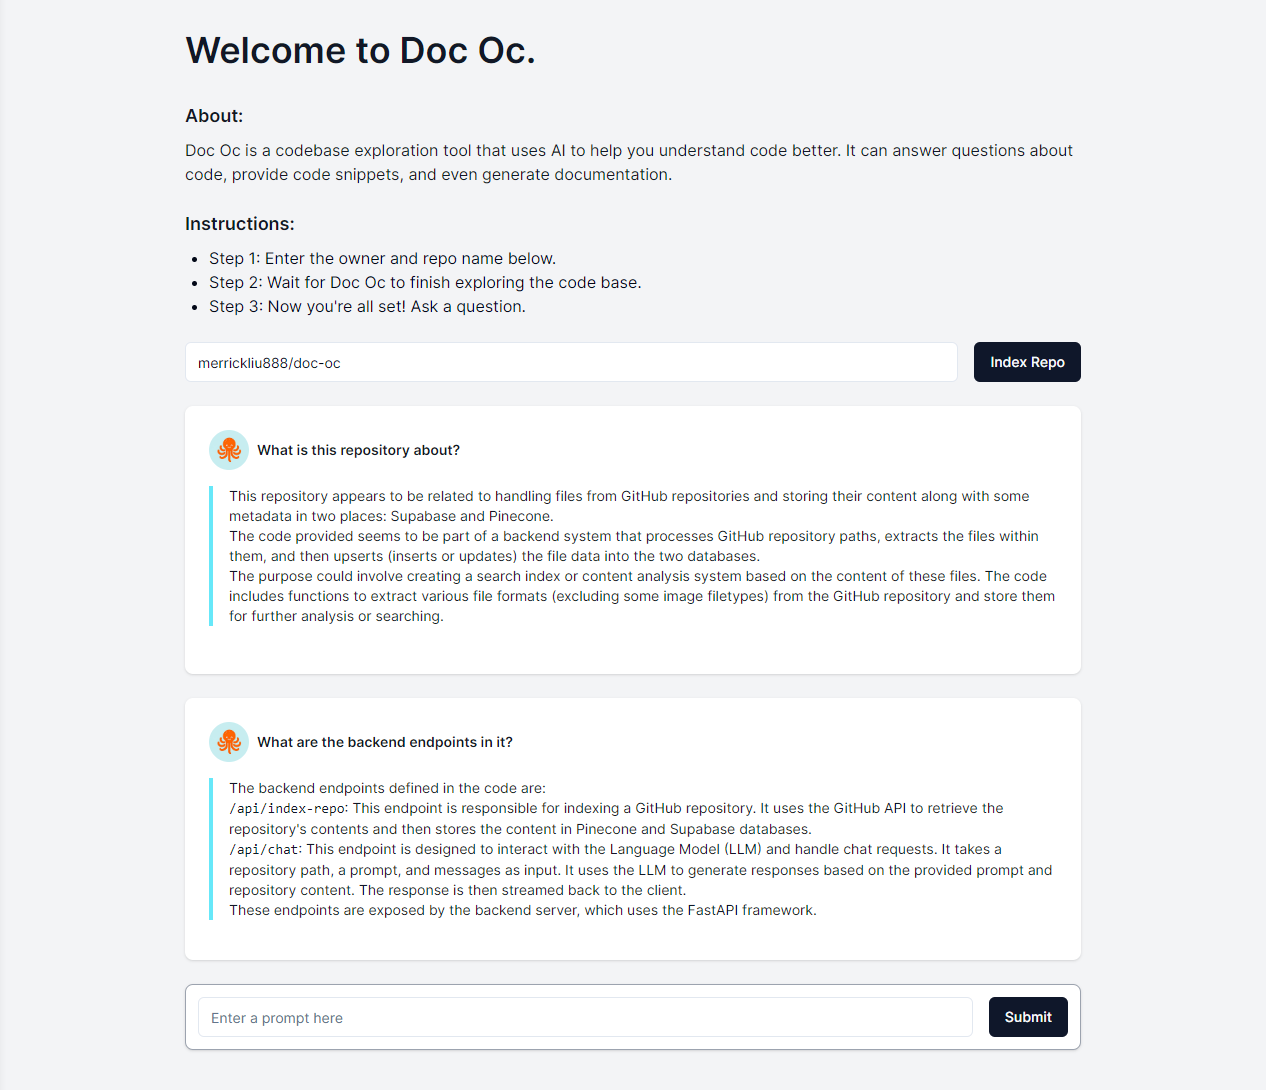 Welcome to Doc Oc.
About:
Doc Oc is a codebase exploration tool that uses AI to help you understand code better. It can answer questions about
code, provide code snippets, and even generate documentation.
Instructions:
Step 1: Enter the owner and repo name below.
Step 2: Wait for Doc Oc to finish exploring the code base.
Step 3: Now you're all set! Ask a question.
merrickliu888/doc-oc
Index Repo
What is this repository about?
This repository appears to be related to handling files from GitHub repositories and storing their content along with some
metadata in two places: Supabase and Pinecone.
The code provided seems to be part of a backend system that processes GitHub repository paths, extracts the files within
them, and then upserts (inserts or updates) the file data into the two databases.
The purpose could involve creating a search index or content analysis system based on the content of these files. The code
includes functions to extract various file formats (excluding some image filetypes) from the GitHub repository and store them
for further analysis or searching.
What are the backend endpoints in it?
The backend endpoints defined in the code are:
/api/index-repo: This endpoint is responsible for indexing a GitHub repository. It uses the GitHub API to retrieve the
repository's contents and then stores the content in Pinecone and Supabase databases.
/api/chat: This endpoint is designed to interact with the Language Model (LLM) and handle chat requests. It takes a
repository path, a prompt, and messages as input. It uses the LLM to generate responses based on the provided prompt and
repository content. The response is then streamed back to the client.
These endpoints are exposed by the backend server, which uses the FastAPI framework.
Enter a prompt here
Submit